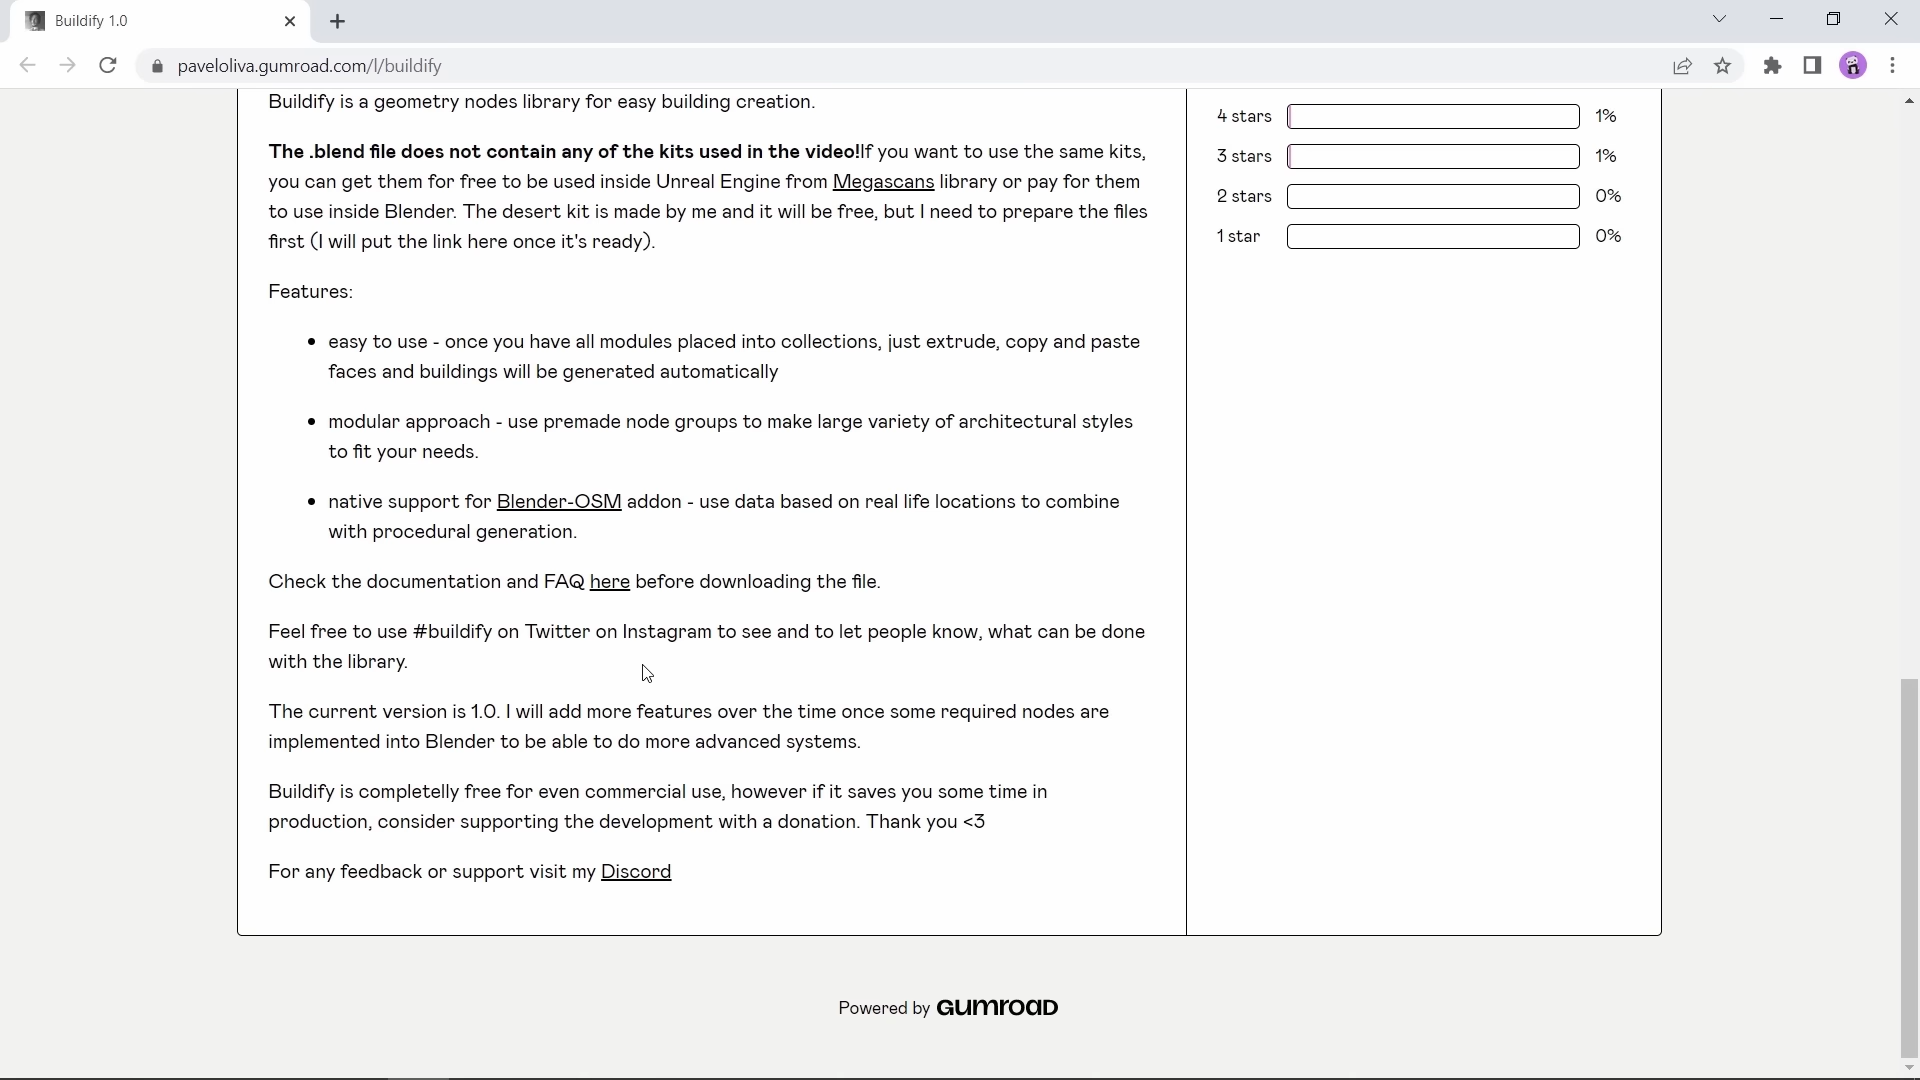 Buildify 1.0
paveloliva.gumroad.com/l/buildify
Buildify is a geometry nodes library for easy building creation.
The .blend file does not contain any of the kits used in the video!If you want to use the same kits,
you can get them for free to be used inside Unreal Engine from Megascans library or pay for them
to use inside Blender. The desert kit is made by me and it will be free, but I need to prepare the files
first (I will put the link here once it's ready).
Features:
• easy to use - once you have all modules placed into collections, just extrude, copy and paste
faces and buildings will be generated automatically
• modular approach - use premade node groups to make large variety of architectural styles
to fit your needs.
• native support for Blender-OSM addon - use data based on real life locations to combine
with procedural generation.
Check the documentation and FAQ here before downloading the file.
Feel free to use #buildify on Twitter on Instagram to see and to let people know, what can be done
with the library.
The current version is 1.0. I will add more features over the time once some required nodes are
implemented into Blender to be able to do more advanced systems.
Buildify is completelly free for even commercial use, however if it saves you some time in
production, consider supporting the development with a donation. Thank you <3
For any feedback or support visit my Discord
4 stars 1%
3 stars 1%
2 stars 0%
1 star 0%
Powered by GUMROAD